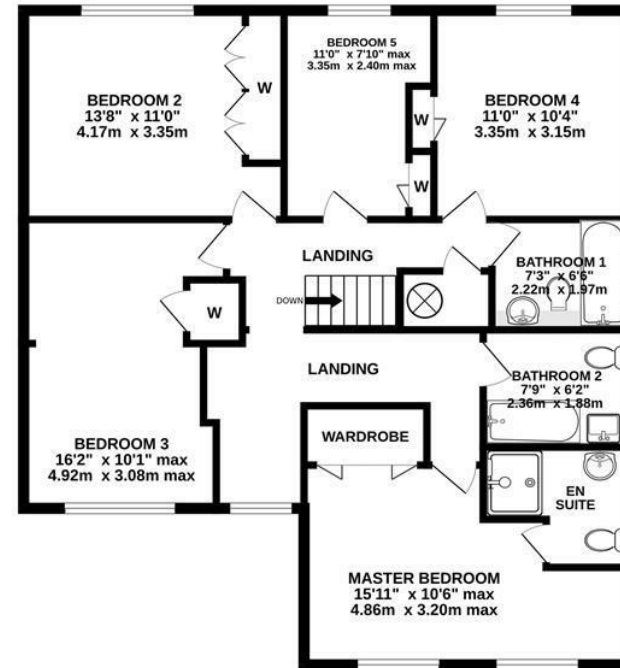 BEDROOM 2
13'8" x 11'0"
4.17m x 3.35m
W
BEDROOM 5
11'0" x 7'10" max
3.35m x 2.40m max
W
W
BEDROOM 4
11'0" x 10'4"
3.35m x 3.15m
LANDING
DOWN
BATHROOM 1
7'3" x 6'6"
2.22m x 1.97m
W
LANDING
BATHROOM 2
7'9" x 6'2"
2.36m x 1.88m
BEDROOM 3
16'2" x 10'1" max
4.92m x 3.08m max
WARDROBE
EN
SUITE
MASTER BEDROOM
15'11" x 10'6" max
4.86m x 3.20m max